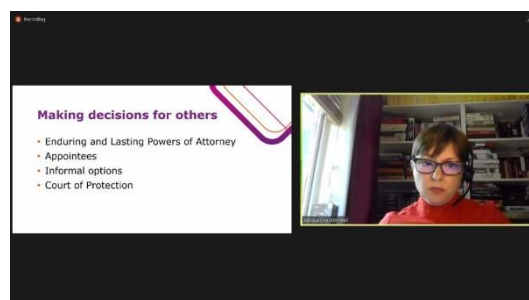 Recording
Making decisions for others
• Enduring and Lasting Powers of Attorney
• Appointees
• Informal options
• Court of Protection